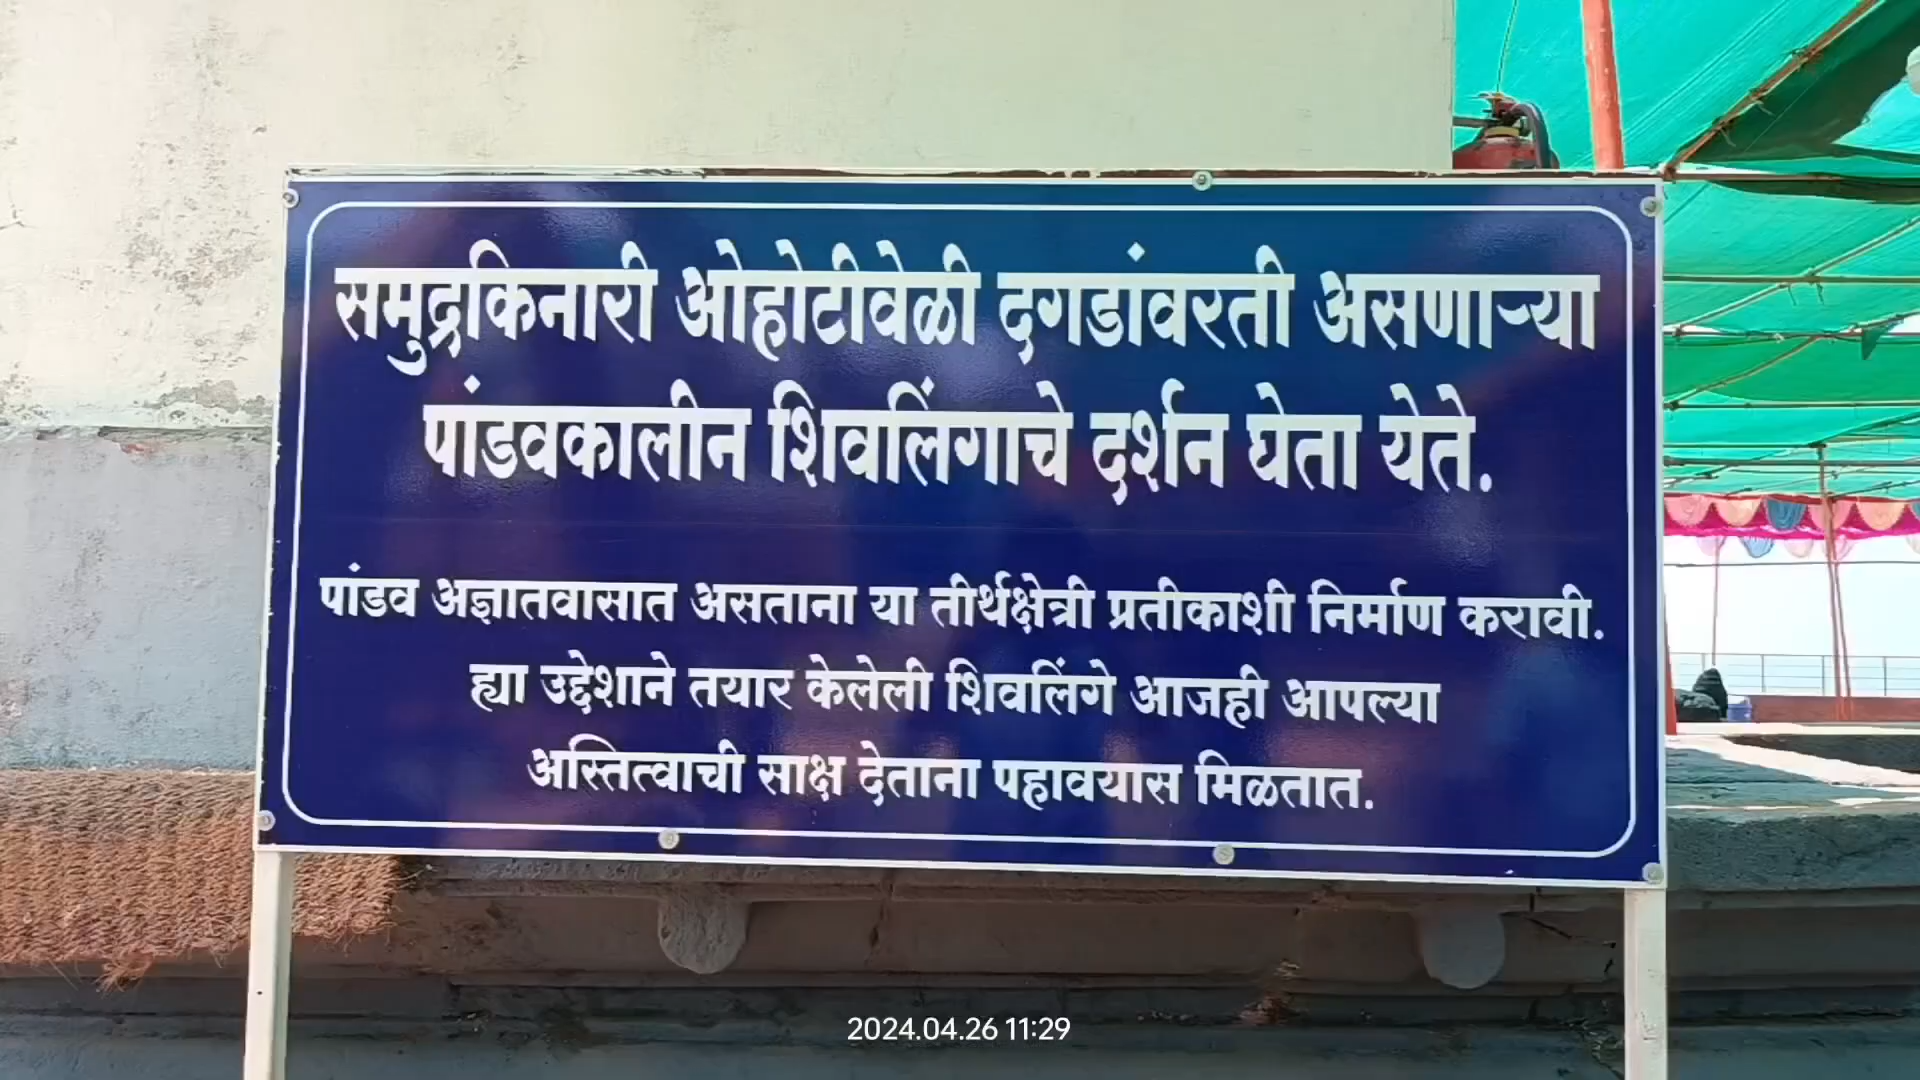 समुद्रकिनारी ओहोटीवेळी दगडांवरती असणाऱ्या
पांडवकालीन शिवलिंगाचे दर्शन घेता येते.
पांडव अज्ञातवासात असताना या तीर्थक्षेत्री प्रतीकाशी निर्माण करावी.
ह्या उद्देशाने तयार केलेली शिवलिंगे आजही आपल्या
अस्तित्वाची साक्ष देताना पहावयास मिळतात.
2024.04.26 11:29